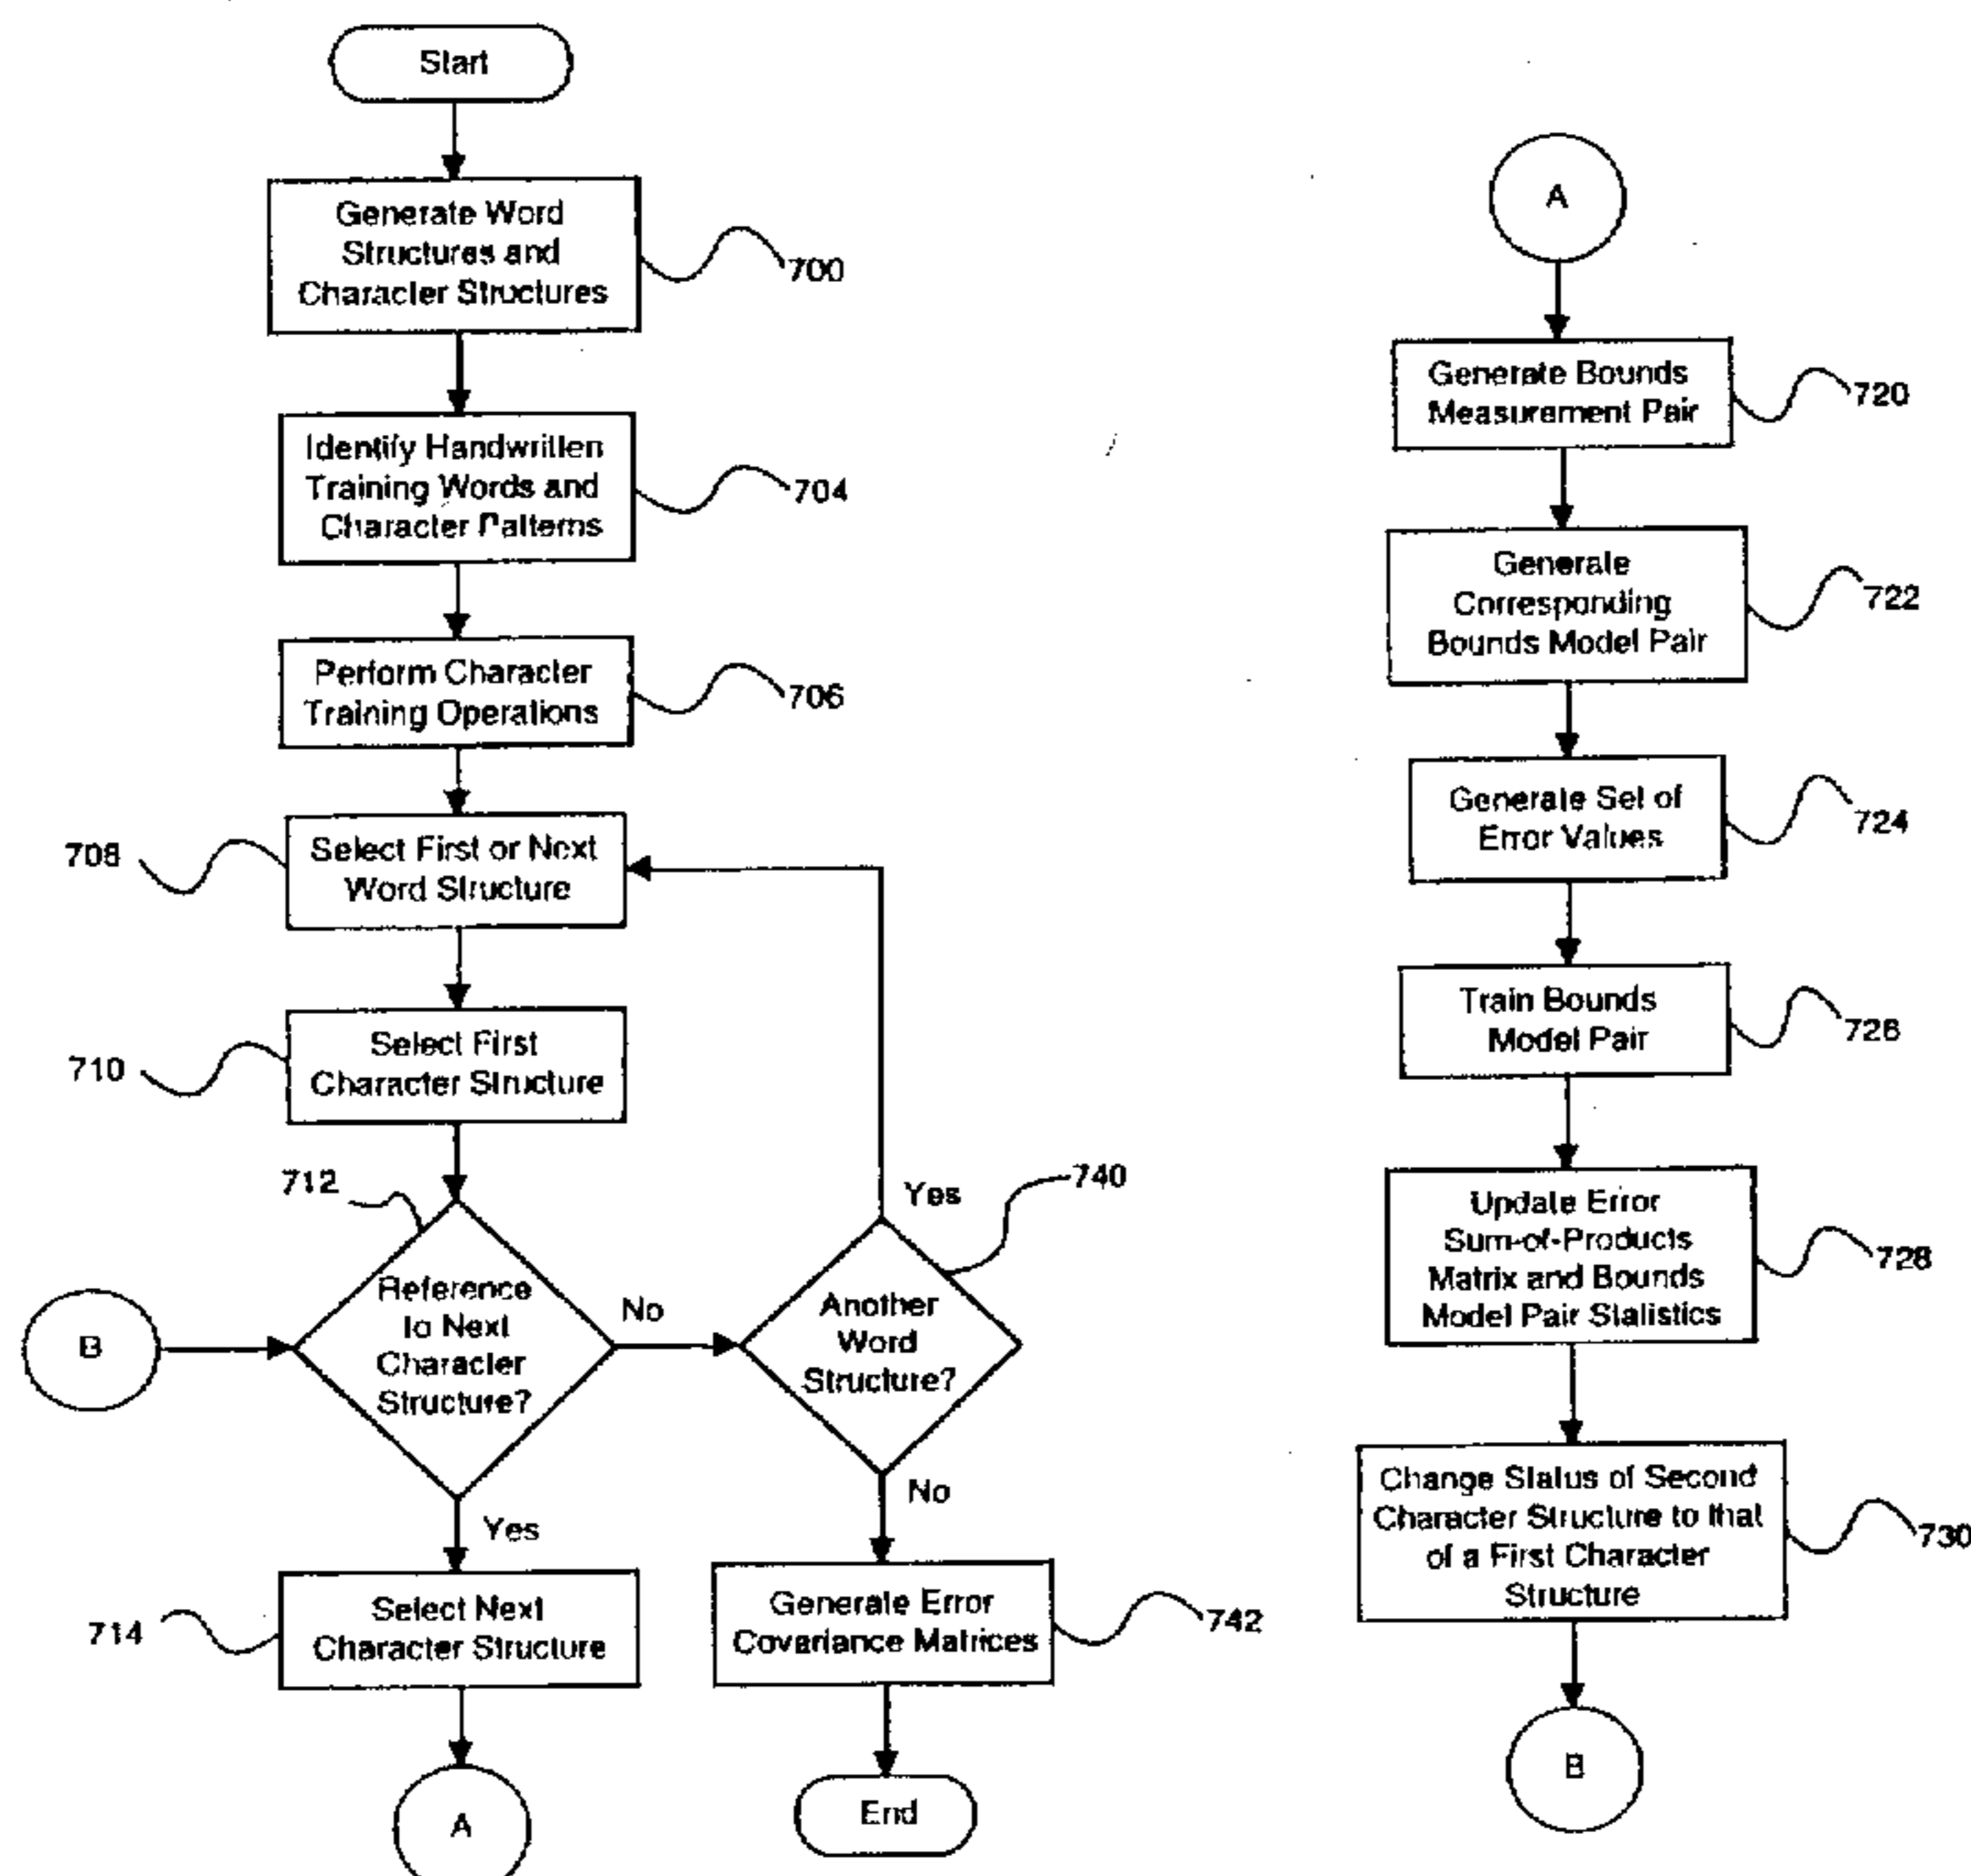 Start
Generate Word
Structures and
Character Structures
700
Identify Handwritten
Training Words and
Character Patterns
704
Perform Character
Training Operations
706
Select First or Next
Word Structure
708
Select First
Character Structure
710
712
Reference
to Next
Character
Structure?
B
No
Yes
740
Another
Word
Structure?
Yes
No
Select Next
Character Structure
714
A
Generate Error
Covariance Matrices
742
End
A
Generate Bounds
Measurement Pair
720
Generate
Corresponding
Bounds Model Pair
722
Generate Set of
Error Values
724
Train Bounds
Model Pair
726
Update Error
Sum-of-Products
Matrix and Bounds
Model Pair Statistics
728
Change Status of Second
Character Structure to that
of a First Character
Structure
730
B